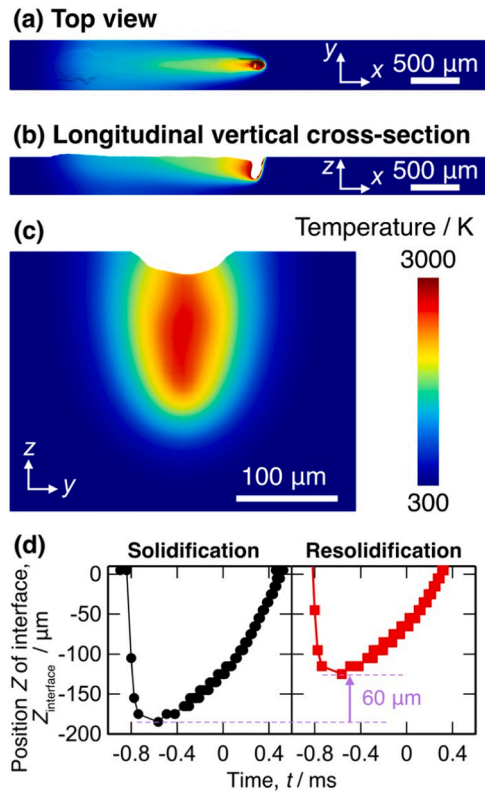 (a) Top view
y
x
500 µm
(b) Longitudinal vertical cross-section
z
x
500 µm
(c)
Temperature / K
3000
z
y
100 µm
300
(d)
Solidification
Resolidification
Position Z of interface,
Zinterface / µm
0
-50
-100
-150
-200
60 µm
-0.8 -0.4 0 0.4 -0.8 -0.4 0 0.4
Time, t / ms